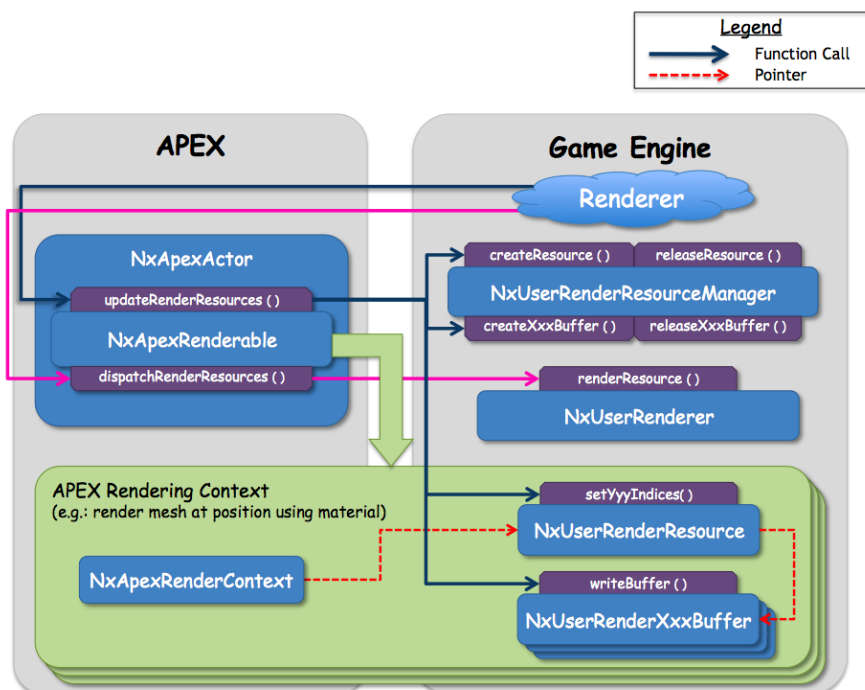 Legend
Function Call
Pointer
APEX
Game Engine
Renderer
NxApexActor
createResource ( )
releaseResource ( )
updateRenderResources ( )
NxUserRenderResourceManager
NxApexRenderable
createXxxBuffer ( )
releaseXxxBuffer ( )
dispatchRenderResources ( )
renderResource ( )
NxUserRenderer
APEX Rendering Context
(e.g.: render mesh at position using material)
setYyyIndices( )
NxUserRenderResource
NxApexRenderContext
writeBuffer ( )
NxUserRenderXxxBuffer